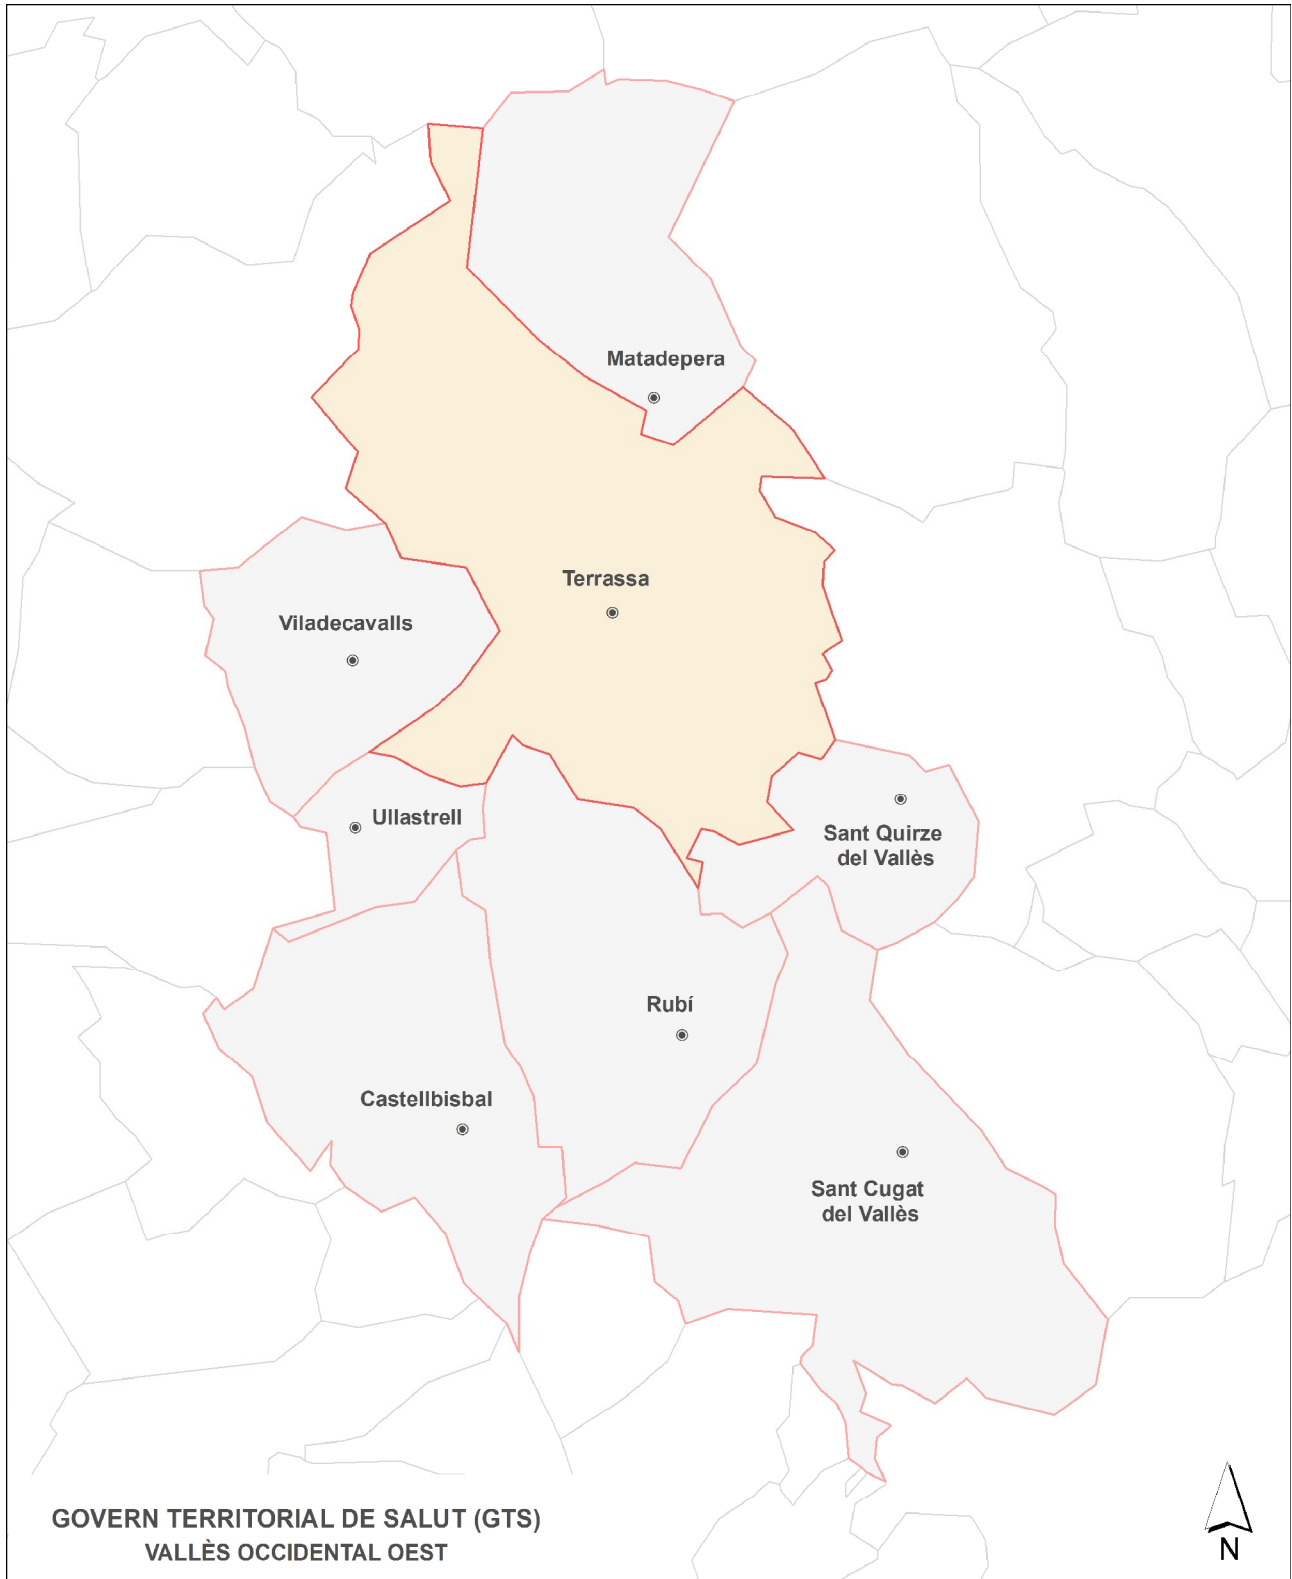 Matadepera
Terrassa
Viladecavalls
Ullastrell
Sant Quirze
del Vallès
Rubí
Castellbisbal
Sant Cugat
del Vallès
GOVERN TERRITORIAL DE SALUT (GTS)
VALLÈS OCCIDENTAL OEST
N